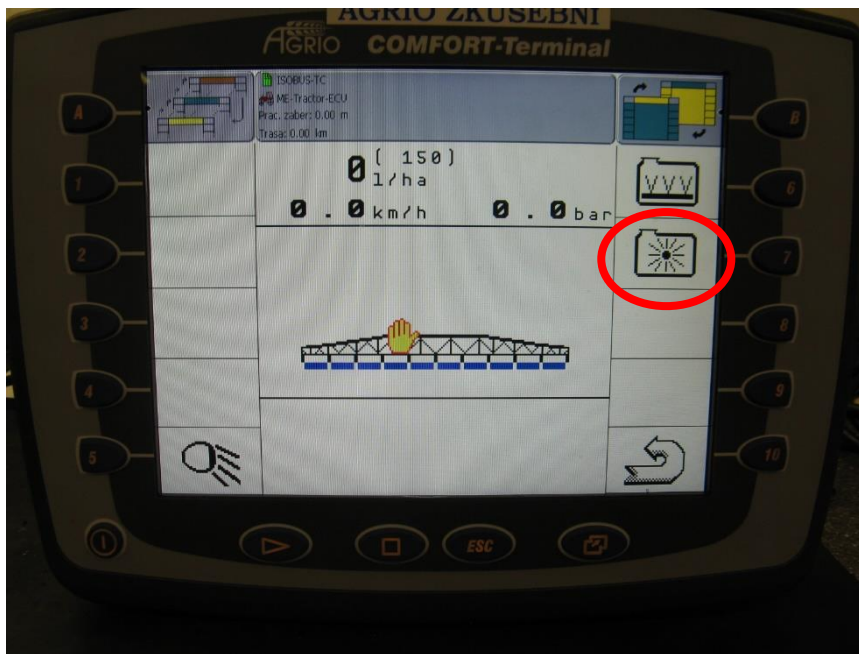 AGRIO ZKUSEBNI
AGRIO COMFORT-Terminal
ISOBUS-TC
ME-Tractor-ECU
Prac. zaber: 0.00 m
Trasa: 0.00 km
A
B
0 ( 150)
l/ha
0 . 0 km/h 0 . 0 bar
1
6
2
7
3
8
4
9
5
10
ESC